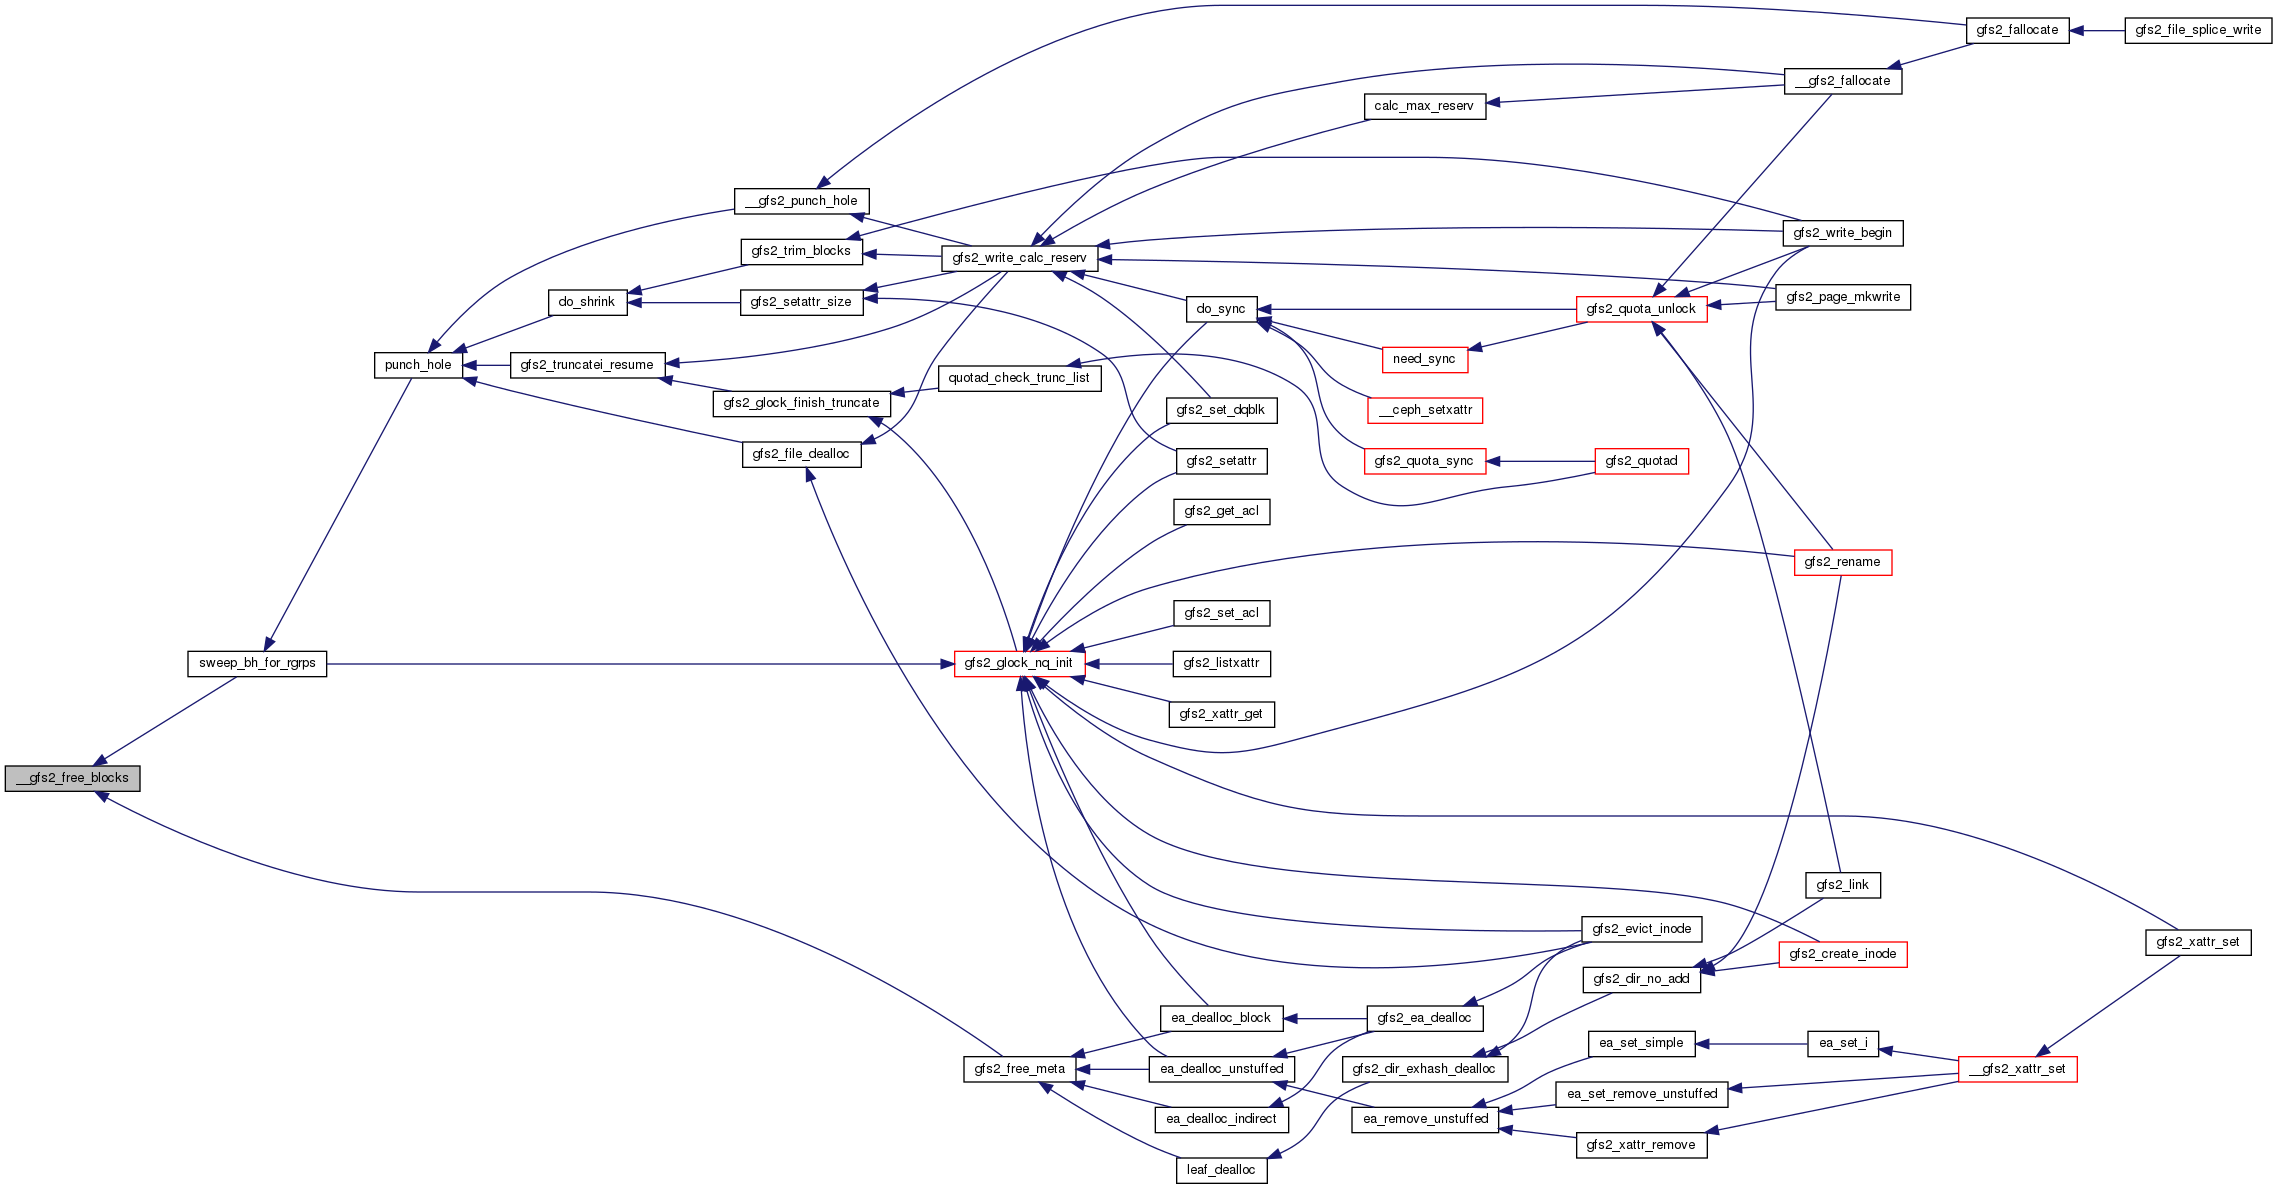 gfs2_fallocate
gfs2_file_splice_write
__gfs2_fallocate
calc_max_reserv
__gfs2_punch_hole
gfs2_write_begin
gfs2_trim_blocks
gfs2_write_calc_reserv
gfs2_page_mkwrite
do_shrink
gfs2_setattr_size
do_sync
gfs2_quota_unlock
need_sync
punch_hole
gfs2_truncatei_resume
quotad_check_trunc_list
gfs2_glock_finish_truncate
gfs2_set_dqblk
__ceph_setxattr
gfs2_file_dealloc
gfs2_setattr
gfs2_quota_sync
gfs2_quotad
gfs2_get_acl
gfs2_rename
gfs2_set_acl
sweep_bh_for_rgrps
gfs2_glock_nq_init
gfs2_listxattr
gfs2_xattr_get
__gfs2_free_blocks
gfs2_link
gfs2_evict_inode
gfs2_xattr_set
gfs2_create_inode
gfs2_dir_no_add
ea_dealloc_block
gfs2_ea_dealloc
ea_set_simple
ea_set_i
gfs2_free_meta
ea_dealloc_unstuffed
gfs2_dir_exhash_dealloc
__gfs2_xattr_set
ea_set_remove_unstuffed
ea_dealloc_indirect
ea_remove_unstuffed
gfs2_xattr_remove
leaf_dealloc